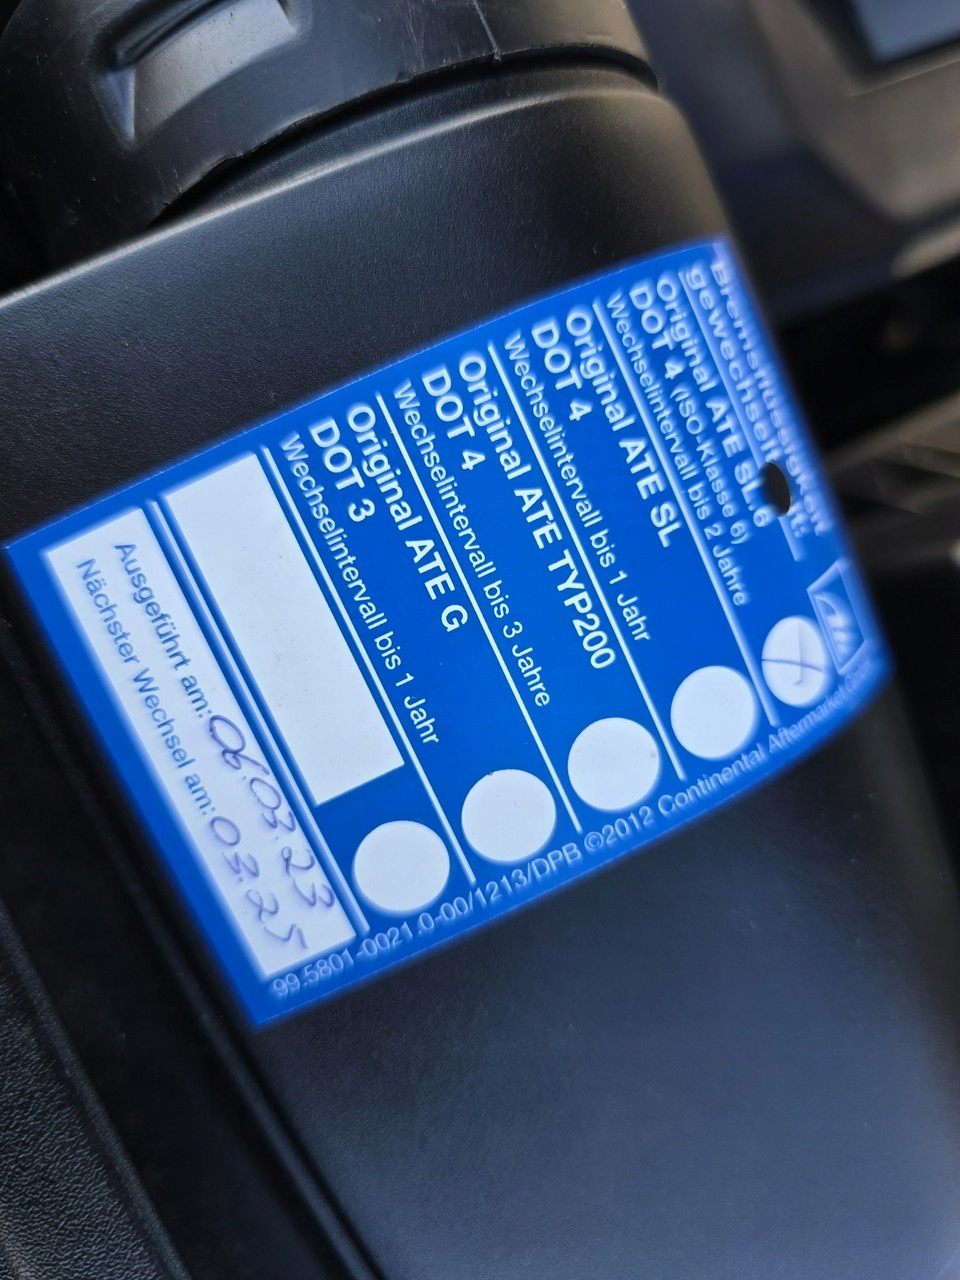 Bremsflüssigkeit
gewechselt:
Original ATE SL.6
DOT 4 (ISO-Klasse 6)
Wechselintervall bis 2 Jahre
Original ATE SL
DOT 4
Wechselintervall bis 1 Jahr
Original ATE TYP200
DOT 4
Wechselintervall bis 3 Jahre
Original ATE G
DOT 3
Wechselintervall bis 1 Jahr
Ausgeführt am: 06.03.23
Nächster Wechsel am: 03.25
99.5801-0021.0-00/1213/DPB ©2012 Continental Aftermarket GmbH